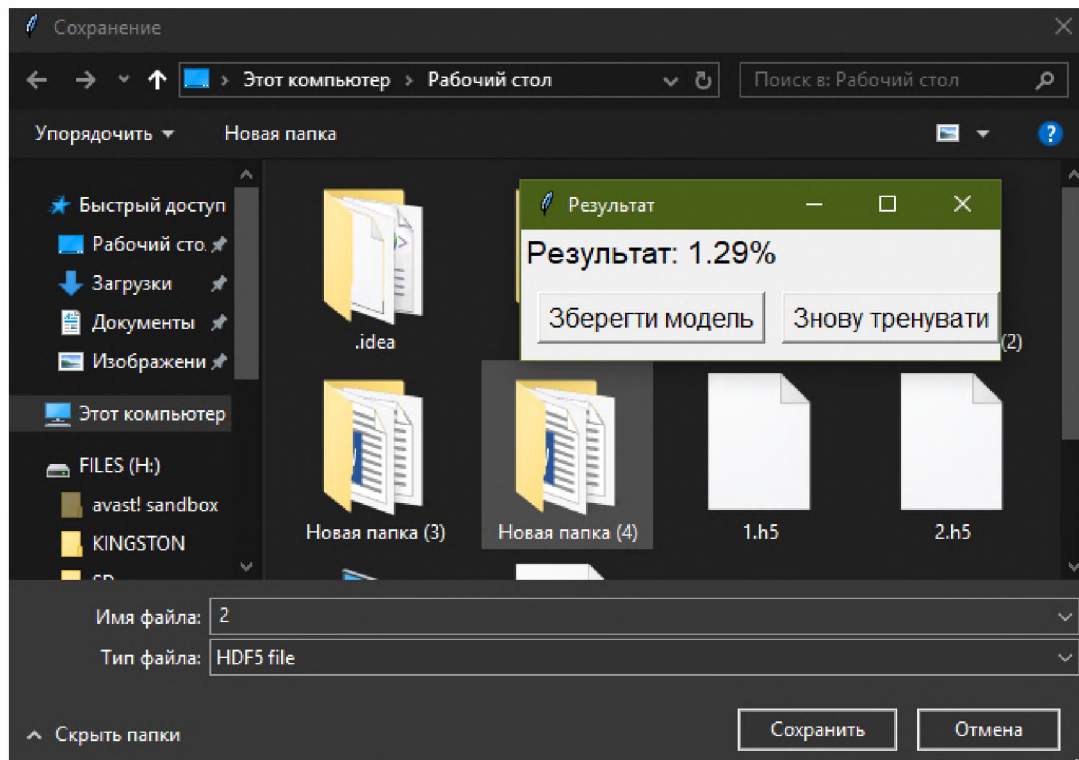 Сохранение
Этот компьютер > Рабочий стол
Поиск в: Рабочий стол
Упорядочить
Новая папка
Быстрый доступ
Рабочий сто
Загрузки
Документы
Изображени
Этот компьютер
FILES (H:)
avast! sandbox
KINGSTON
Результат
Результат: 1.29%
Зберегти модель
Знову тренувати
.idea
(2)
Новая папка (3)
Новая папка (4)
1.h5
2.h5
Имя файла: 2
Тип файла: HDF5 file
Скрыть папки
Сохранить
Отмена